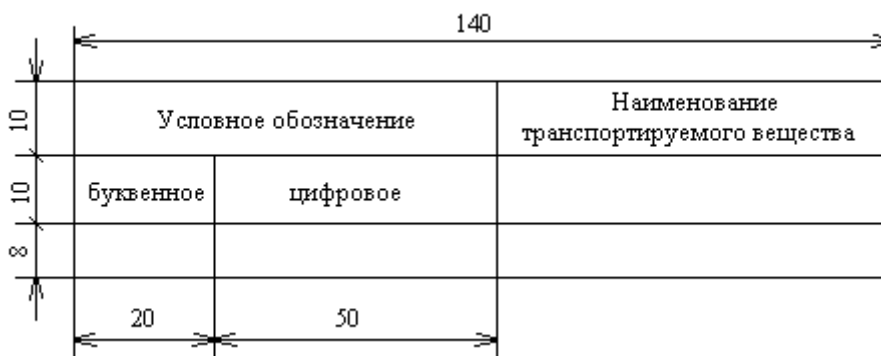 140
10
Условное обозначение
Наименование
транспортируемого вещества
10
буквенное
цифровое
8
20
50